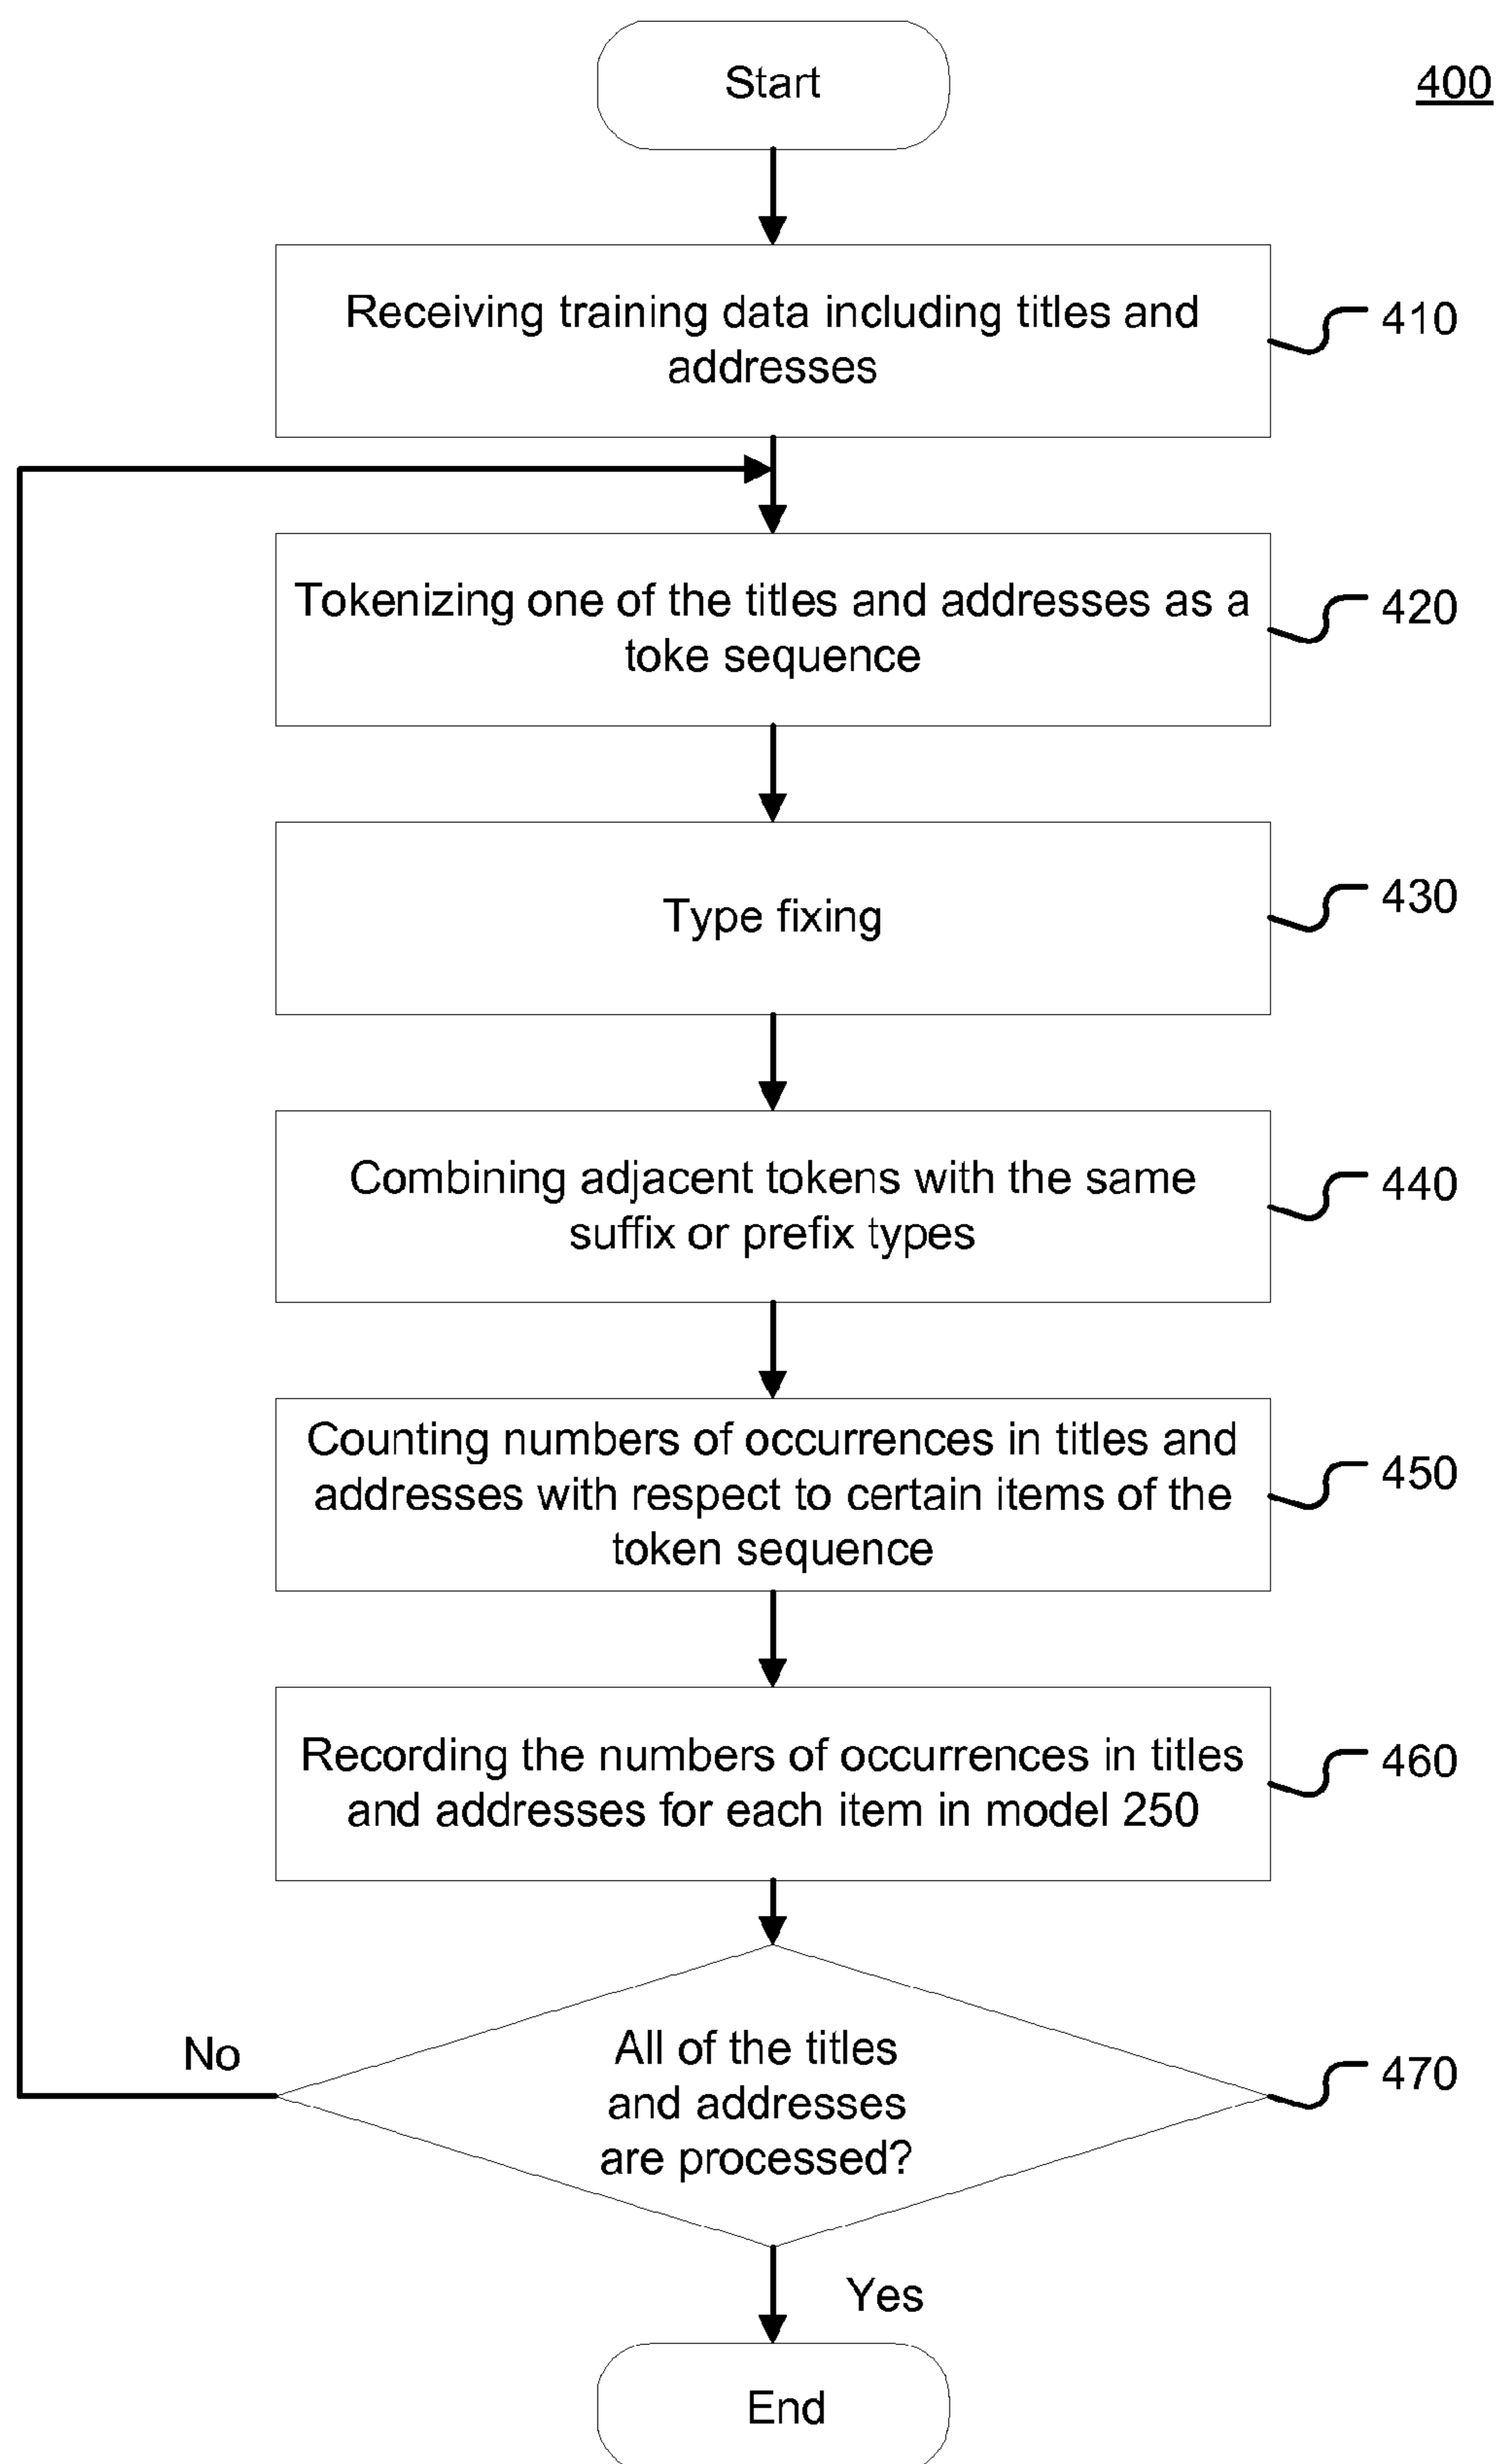 Start
400
Receiving training data including titles and
addresses
410
Tokenizing one of the titles and addresses as a
toke sequence
420
Type fixing
430
Combining adjacent tokens with the same
suffix or prefix types
440
Counting numbers of occurrences in titles and
addresses with respect to certain items of the
token sequence
450
Recording the numbers of occurrences in titles
and addresses for each item in model 250
460
All of the titles
and addresses
are processed?
470
No
Yes
End